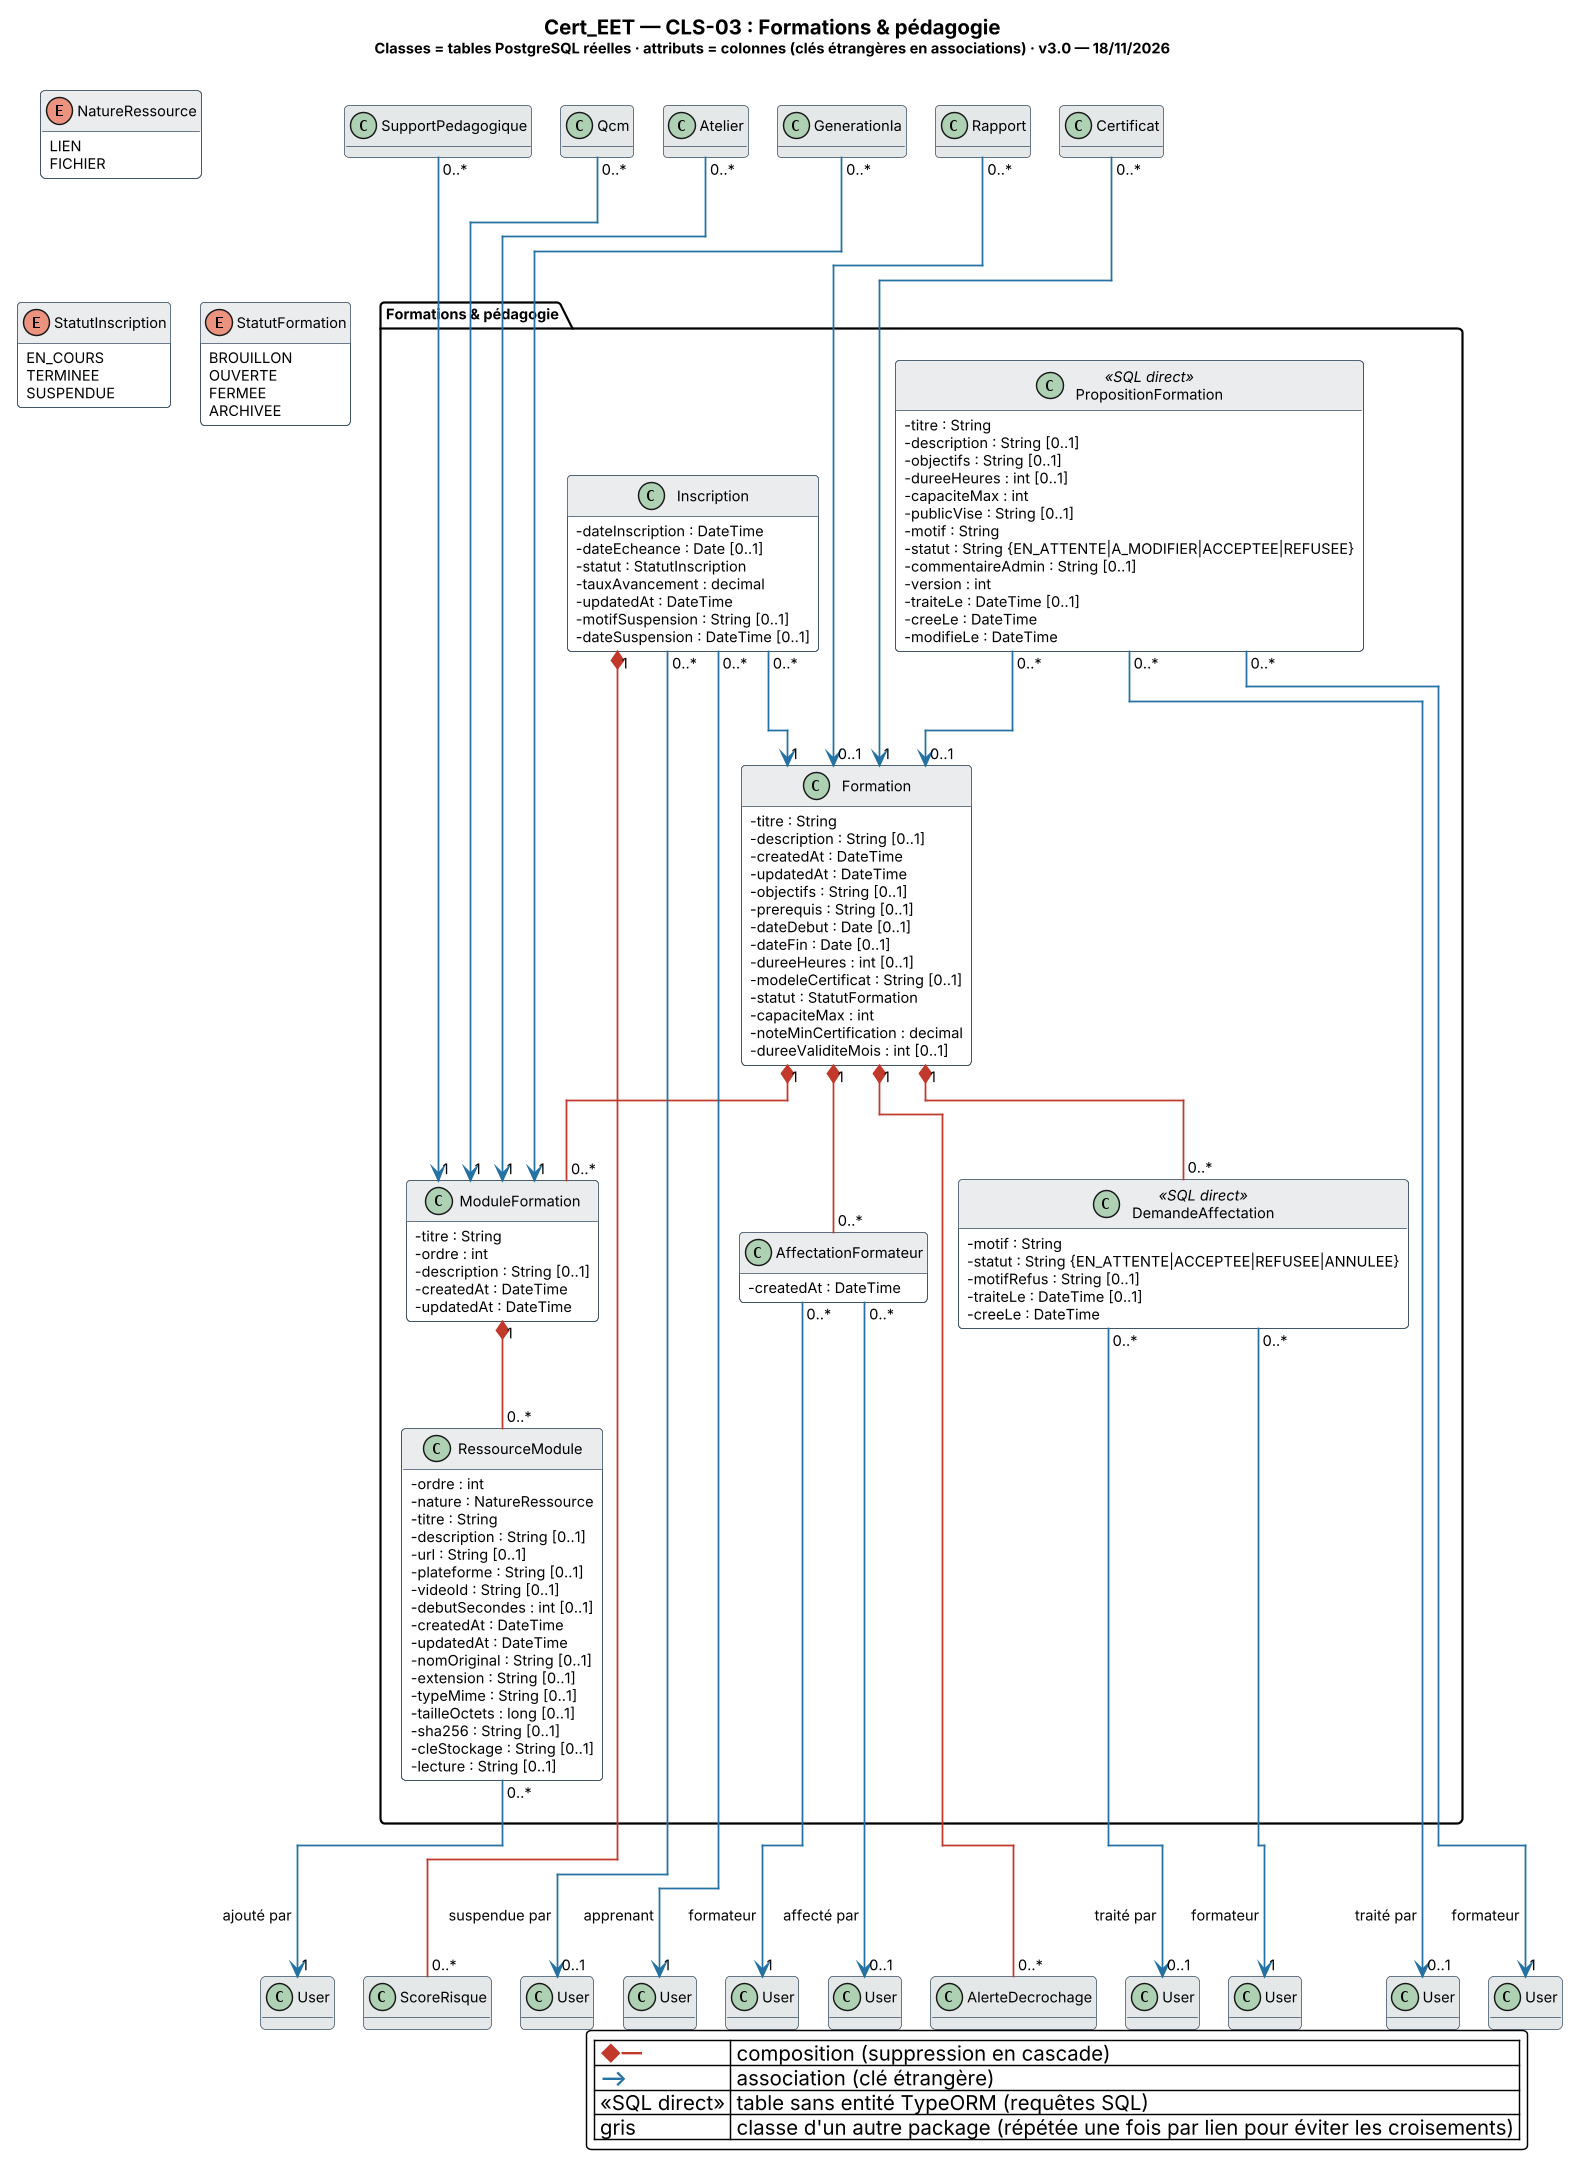 Cert_EET — CLS-03 : Formations & pédagogie
Classes = tables PostgreSQL réelles · attributs = colonnes (clés étrangères en associations) · v3.0 — 18/11/2026
E NatureRessource
LIEN
FICHIER
C SupportPedagogique
C Qcm
C Atelier
C GenerationIa
C Rapport
C Certificat
0..*
0..*
0..*
0..*
0..*
0..*
E StatutInscription
EN_COURS
TERMINEE
SUSPENDUE
E StatutFormation
BROUILLON
OUVERTE
FERMEE
ARCHIVEE
Formations & pédagogie
«SQL direct»
C PropositionFormation
-titre : String
-description : String [0..1]
-objectifs : String [0..1]
-dureeHeures : int [0..1]
-capaciteMax : int
-publicVise : String [0..1]
-motif : String
-statut : String {EN_ATTENTE|A_MODIFIER|ACCEPTEE|REFUSEE}
-commentaireAdmin : String [0..1]
-version : int
-traiteLe : DateTime [0..1]
-creeLe : DateTime
-modifieLe : DateTime
C Inscription
-dateInscription : DateTime
-dateEcheance : Date [0..1]
-statut : StatutInscription
-tauxAvancement : decimal
-updatedAt : DateTime
-motifSuspension : String [0..1]
-dateSuspension : DateTime [0..1]
1
0..*
0..*
0..*
0..*
0..*
0..*
1
0..1
1
0..1
C Formation
-titre : String
-description : String [0..1]
-createdAt : DateTime
-updatedAt : DateTime
-objectifs : String [0..1]
-prerequis : String [0..1]
-dateDebut : Date [0..1]
-dateFin : Date [0..1]
-dureeHeures : int [0..1]
-modeleCertificat : String [0..1]
-statut : StatutFormation
-capaciteMax : int
-noteMinCertification : decimal
-dureeValiditeMois : int [0..1]
1
1
1
1
1
1
1
1
0..*
0..*
0..*
C ModuleFormation
-titre : String
-ordre : int
-description : String [0..1]
-createdAt : DateTime
-updatedAt : DateTime
C AffectationFormateur
-createdAt : DateTime
«SQL direct»
C DemandeAffectation
-motif : String
-statut : String {EN_ATTENTE|ACCEPTEE|REFUSEE|ANNULEE}
-motifRefus : String [0..1]
-traiteLe : DateTime [0..1]
-creeLe : DateTime
1
0..*
0..*
0..*
0..*
0..*
C RessourceModule
-ordre : int
-nature : NatureRessource
-titre : String
-description : String [0..1]
-url : String [0..1]
-plateforme : String [0..1]
-videoId : String [0..1]
-debutSecondes : int [0..1]
-createdAt : DateTime
-updatedAt : DateTime
-nomOriginal : String [0..1]
-extension : String [0..1]
-typeMime : String [0..1]
-tailleOctets : long [0..1]
-sha256 : String [0..1]
-cleStockage : String [0..1]
-lecture : String [0..1]
0..*
ajouté par
suspendue par
apprenant
formateur
affecté par
traité par
formateur
traité par
formateur
1
0..*
0..1
1
1
0..1
0..*
0..1
1
0..1
1
C User
C ScoreRisque
C User
C User
C User
C User
C AlerteDecrochage
C User
C User
C User
C User
composition (suppression en cascade)
association (clé étrangère)
«SQL direct» table sans entité TypeORM (requêtes SQL)
gris classe d'un autre package (répétée une fois par lien pour éviter les croisements)